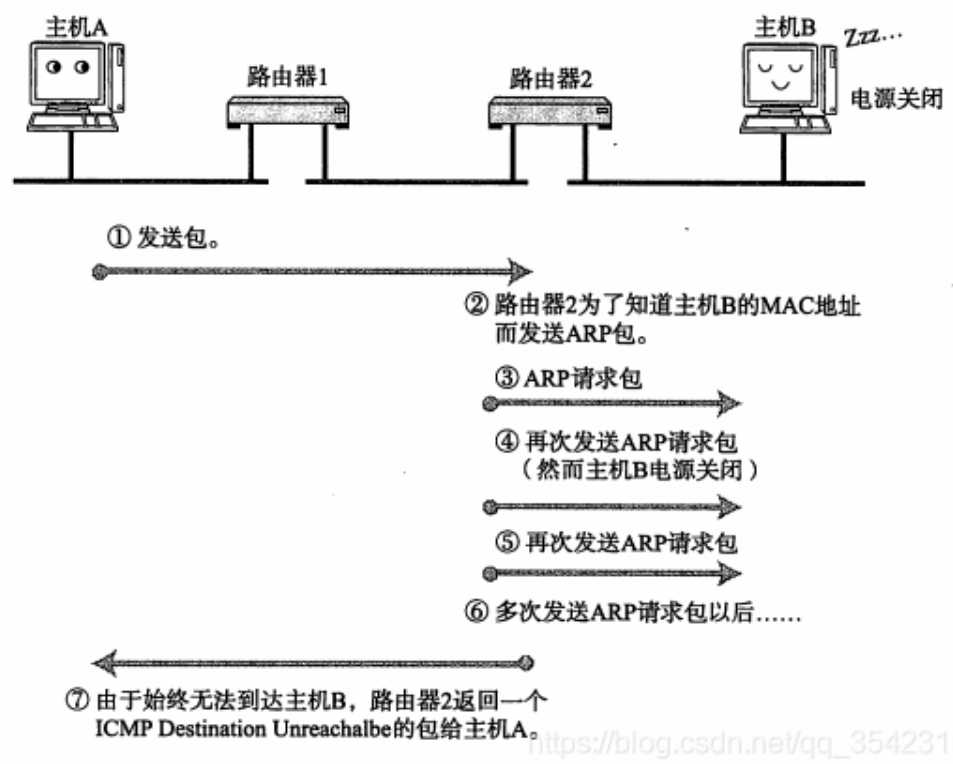 主机A
主机B
Zzz...
路由器1
路由器2
电源关闭
① 发送包。
② 路由器2为了知道主机B的MAC地址
而发送ARP包。
③ ARP请求包
④ 再次发送ARP请求包
（然而主机B电源关闭）
⑤ 再次发送ARP请求包
⑥ 多次发送ARP请求包以后……
⑦ 由于始终无法到达主机B，路由器2返回一个
ICMP Destination Unreachalbe的包给主机A。
https://blog.csdn.net/qq_354231